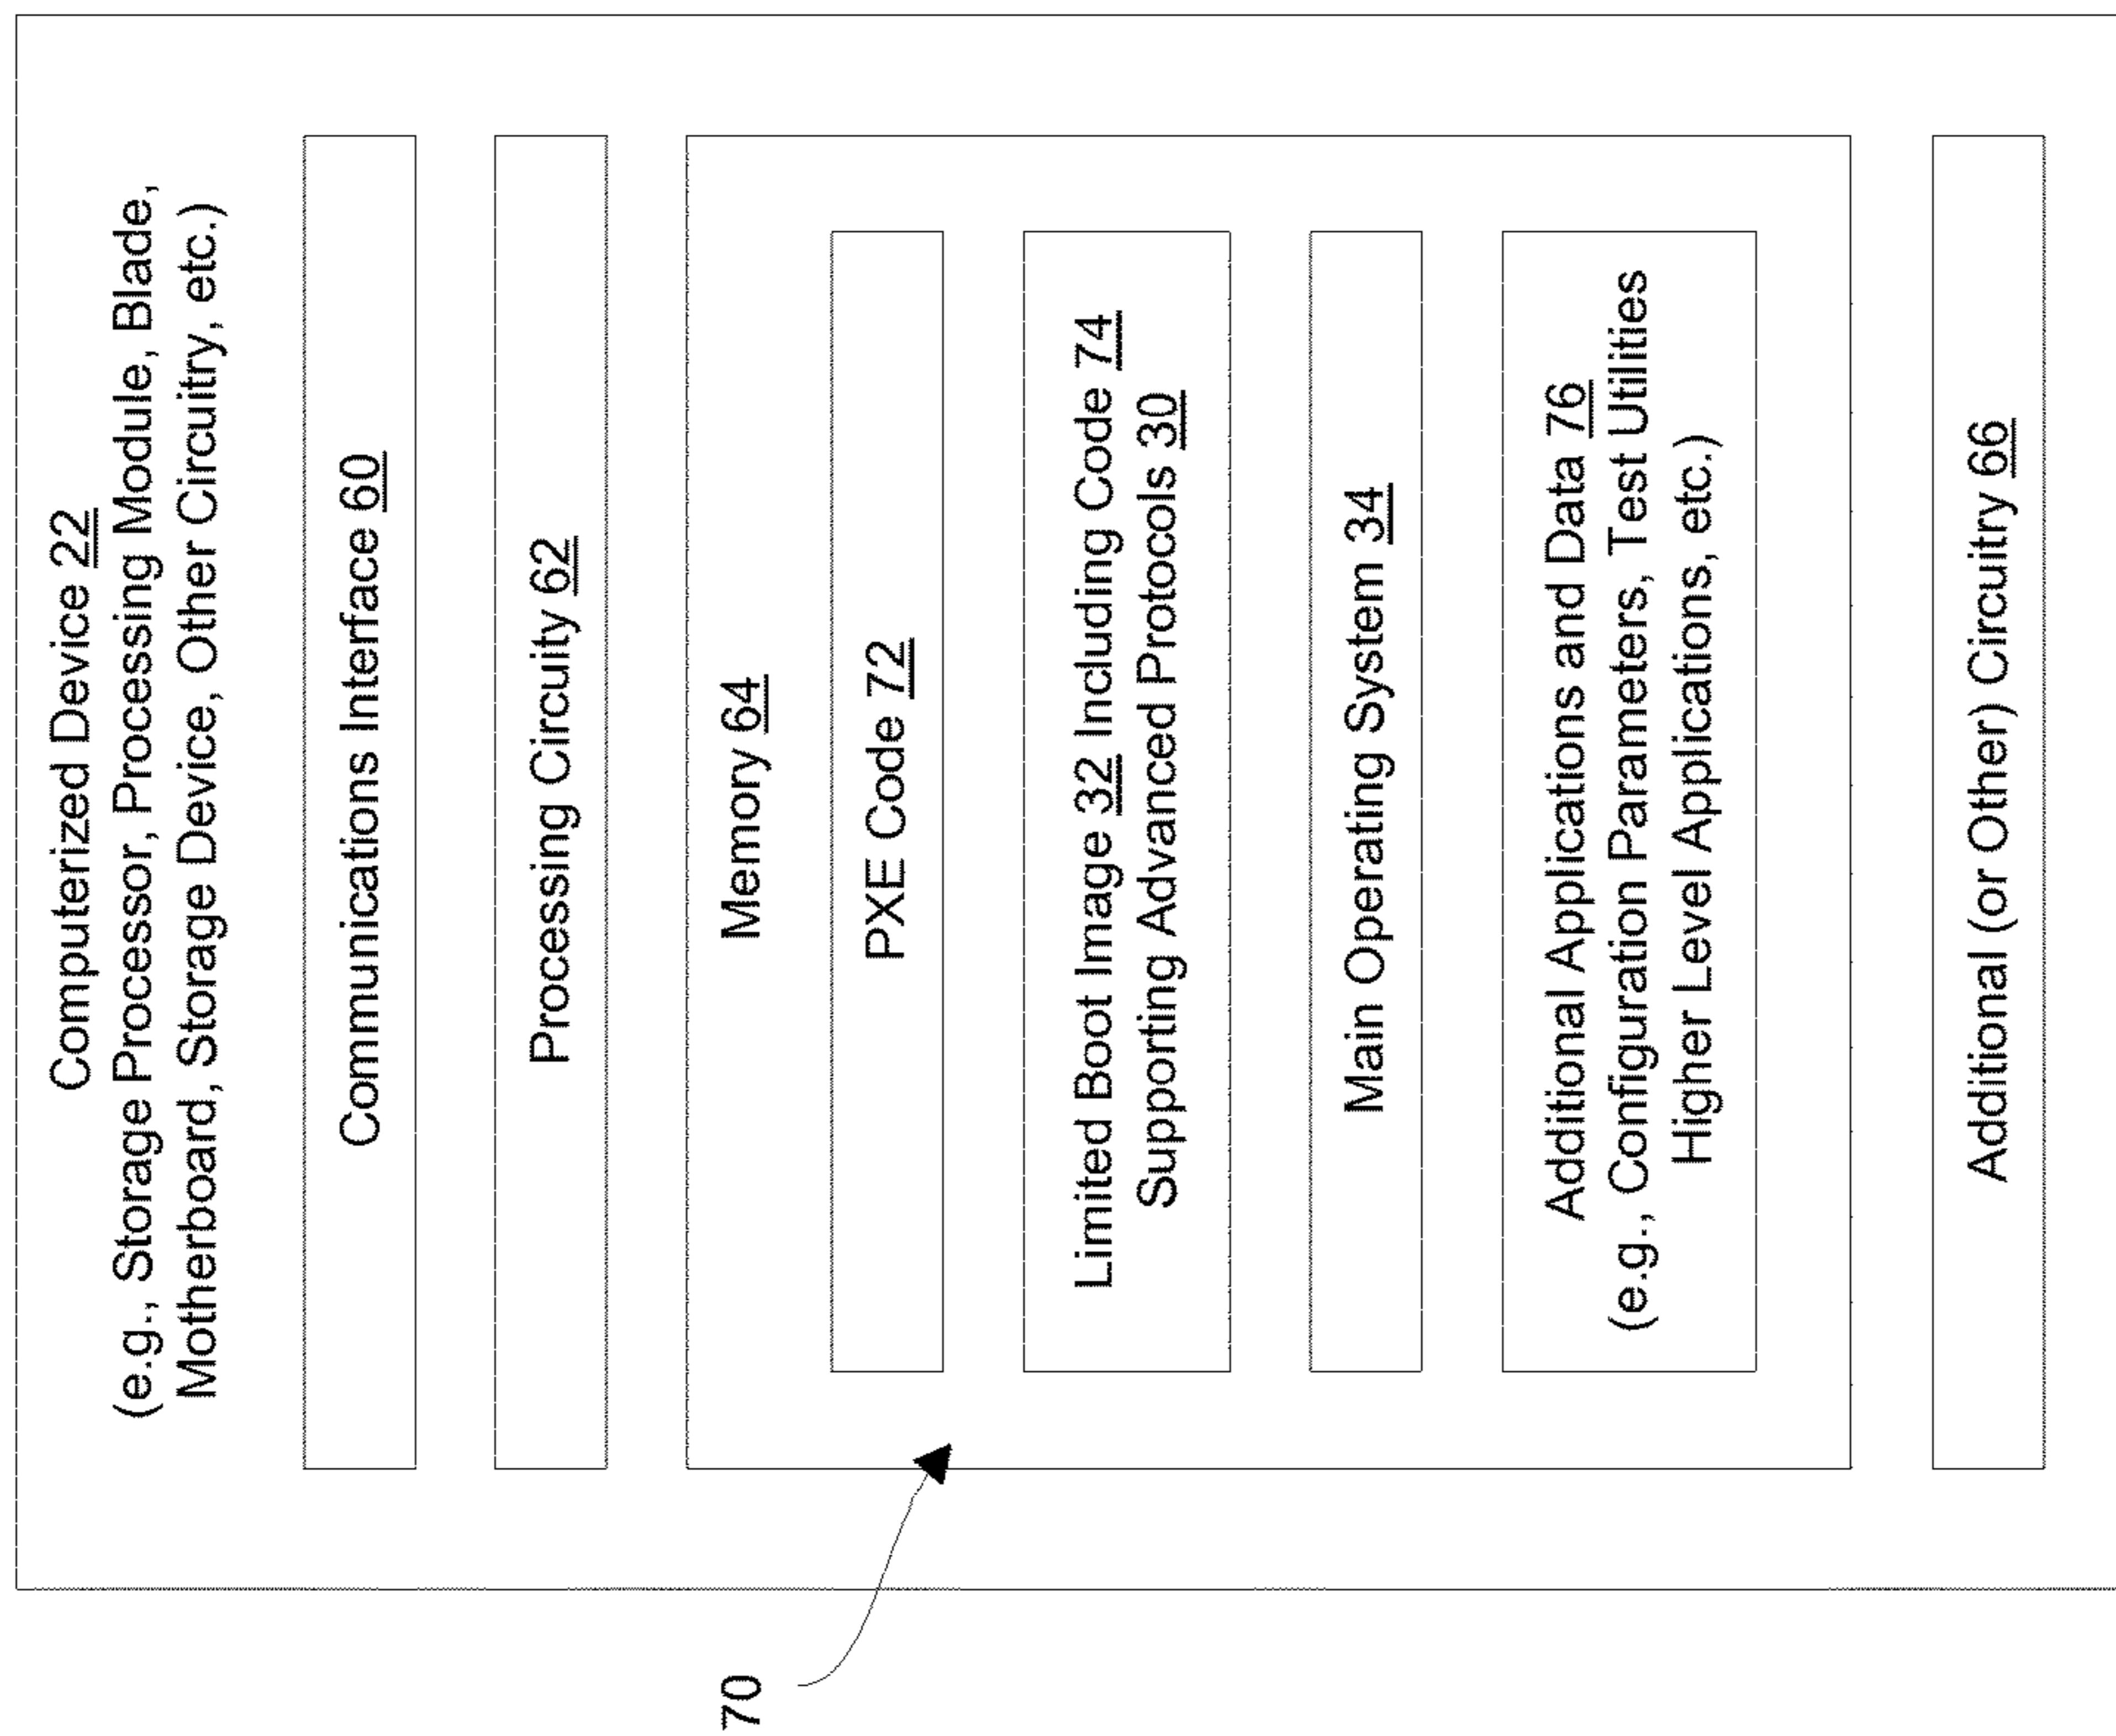 Computerized Device 22
(e.g., Storage Processor, Processing Module, Blade,
Motherboard, Storage Device, Other Circuitry, etc.)
Communications Interface 60
Processing Circuity 62
Memory 64
PXE Code 72
Limited Boot Image 32 Including Code 74
Supporting Advanced Protocols 30
Main Operating System 34
Additional Applications and Data 76
(e.g., Configuration Parameters, Test Utilities
Higher Level Applications, etc.)
Additional (or Other) Circuitry 66
70